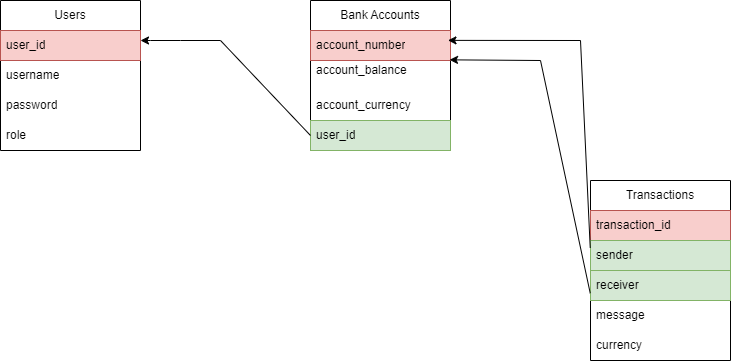 Users
user_id
username
password
role
Bank Accounts
account_number
account_balance
account_currency
user_id
Transactions
transaction_id
sender
receiver
message
currency